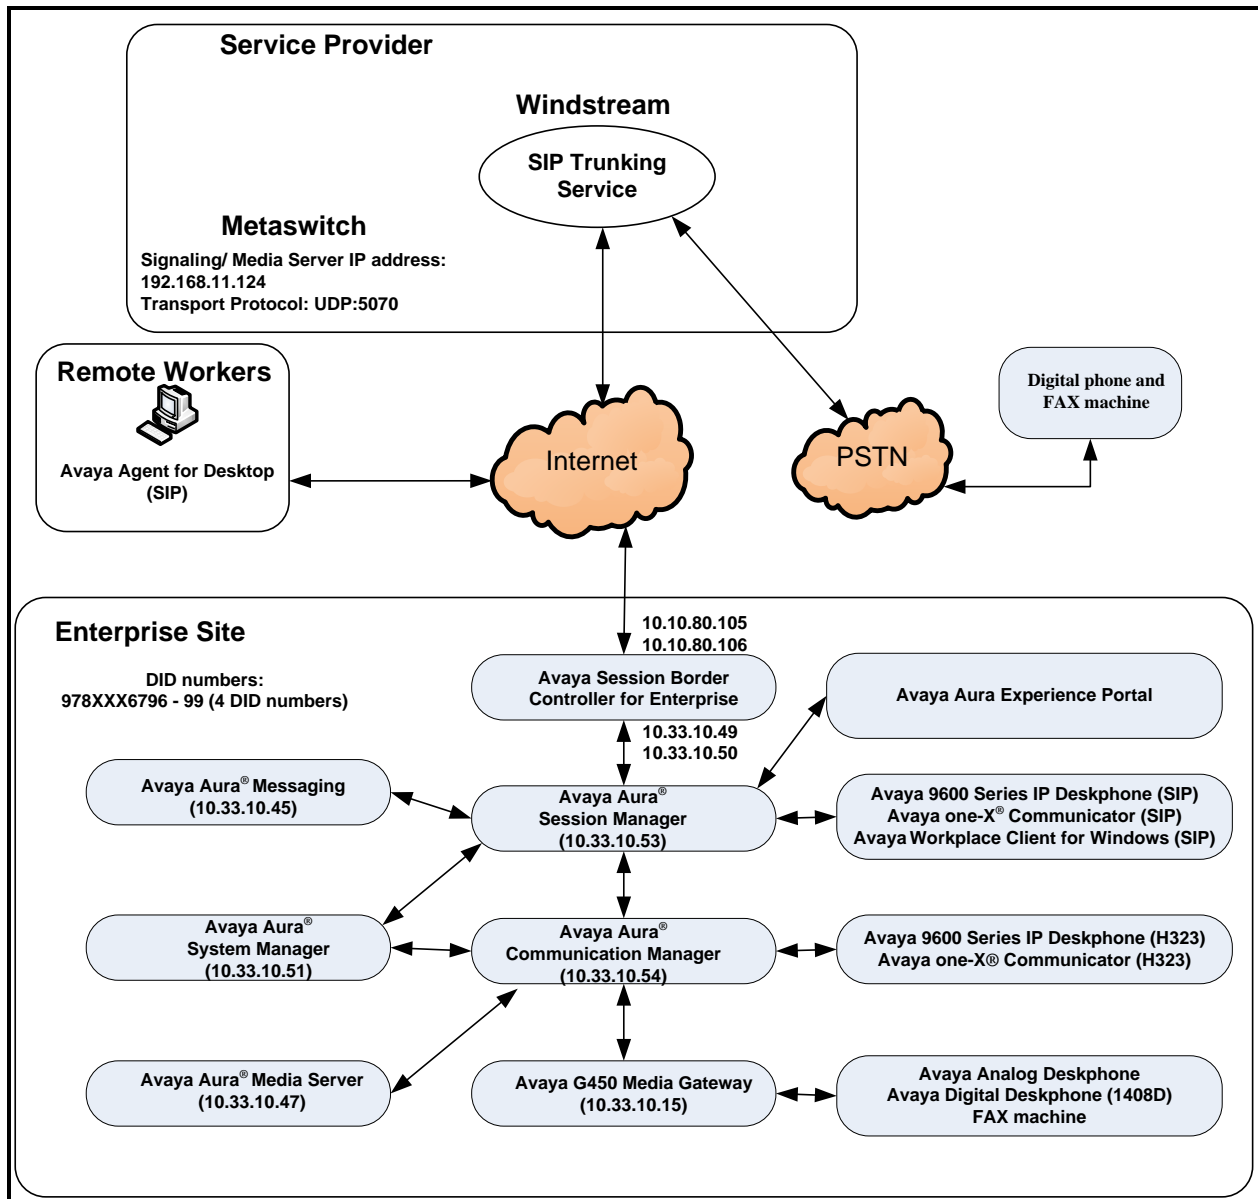 Service Provider
Windstream
SIP Trunking
Service
Metaswitch
Signaling/ Media Server IP address:
192.168.11.124
Transport Protocol: UDP:5070
Remote Workers
Avaya Agent for Desktop
(SIP)
Internet
PSTN
Digital phone and
FAX machine
Enterprise Site
DID numbers:
978XXX6796 - 99 (4 DID numbers)
10.10.80.105
10.10.80.106
Avaya Session Border
Controller for Enterprise
10.33.10.49
10.33.10.50
Avaya Aura Experience Portal
Avaya Aura® Messaging
(10.33.10.45)
Avaya Aura®
Session Manager
(10.33.10.53)
Avaya 9600 Series IP Deskphone (SIP)
Avaya one-X® Communicator (SIP)
Avaya Workplace Client for Windows (SIP)
Avaya Aura®
System Manager
(10.33.10.51)
Avaya Aura®
Communication Manager
(10.33.10.54)
Avaya 9600 Series IP Deskphone (H323)
Avaya one-X® Communicator (H323)
Avaya Aura® Media Server
(10.33.10.47)
Avaya G450 Media Gateway
(10.33.10.15)
Avaya Analog Deskphone
Avaya Digital Deskphone (1408D)
FAX machine